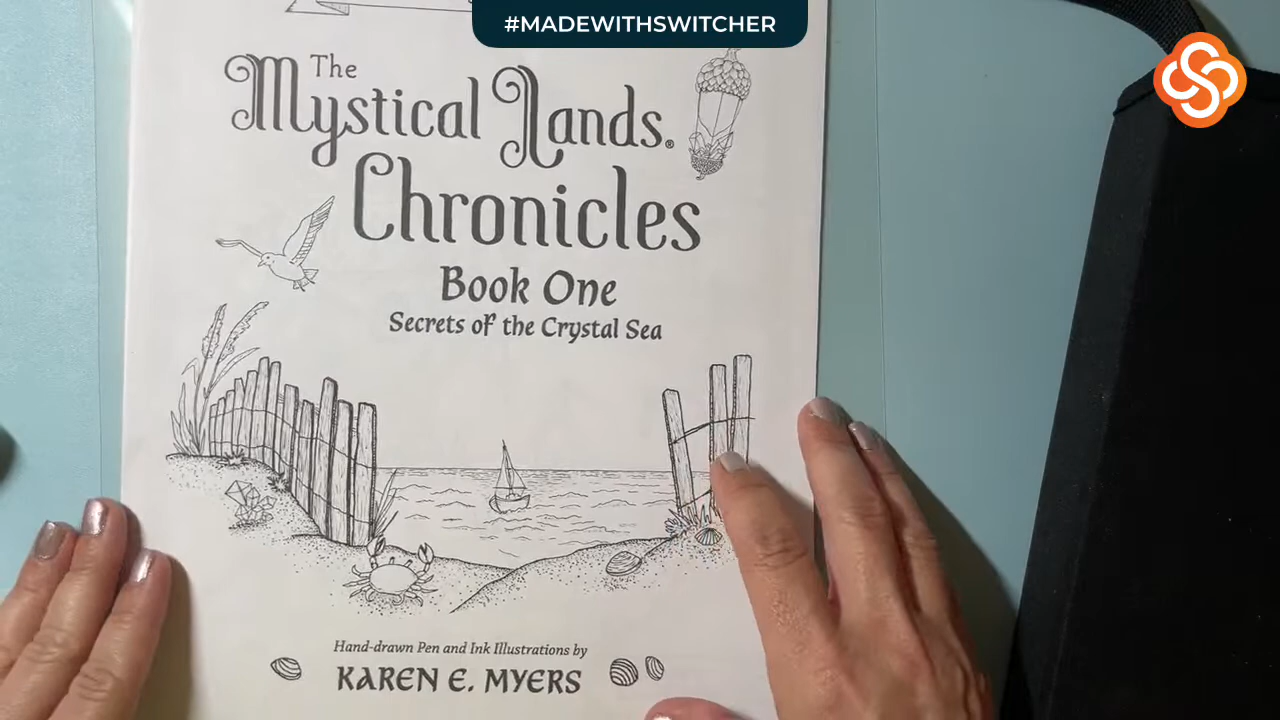 #MADEWITHSWITCHER
The
Mystical Lands®
Chronicles
Book One
Secrets of the Crystal Sea
Hand-drawn Pen and Ink Illustrations by
KAREN E. MYERS